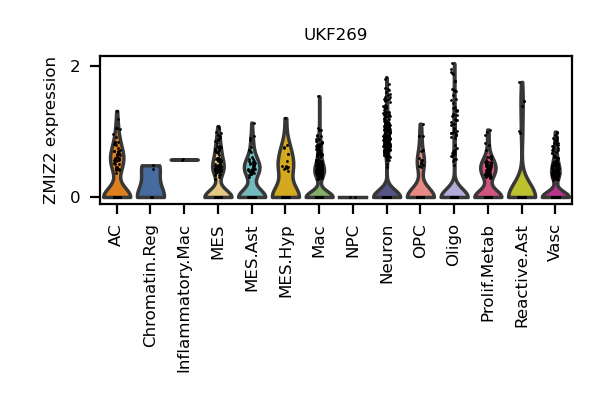 UKF269
ZMIZ2 expression
2
0
AC
Chromatin.Reg
Inflammatory.Mac
MES
MES.Ast
MES.Hyp
Mac
NPC
Neuron
OPC
Oligo
Prolif.Metab
Reactive.Ast
Vasc